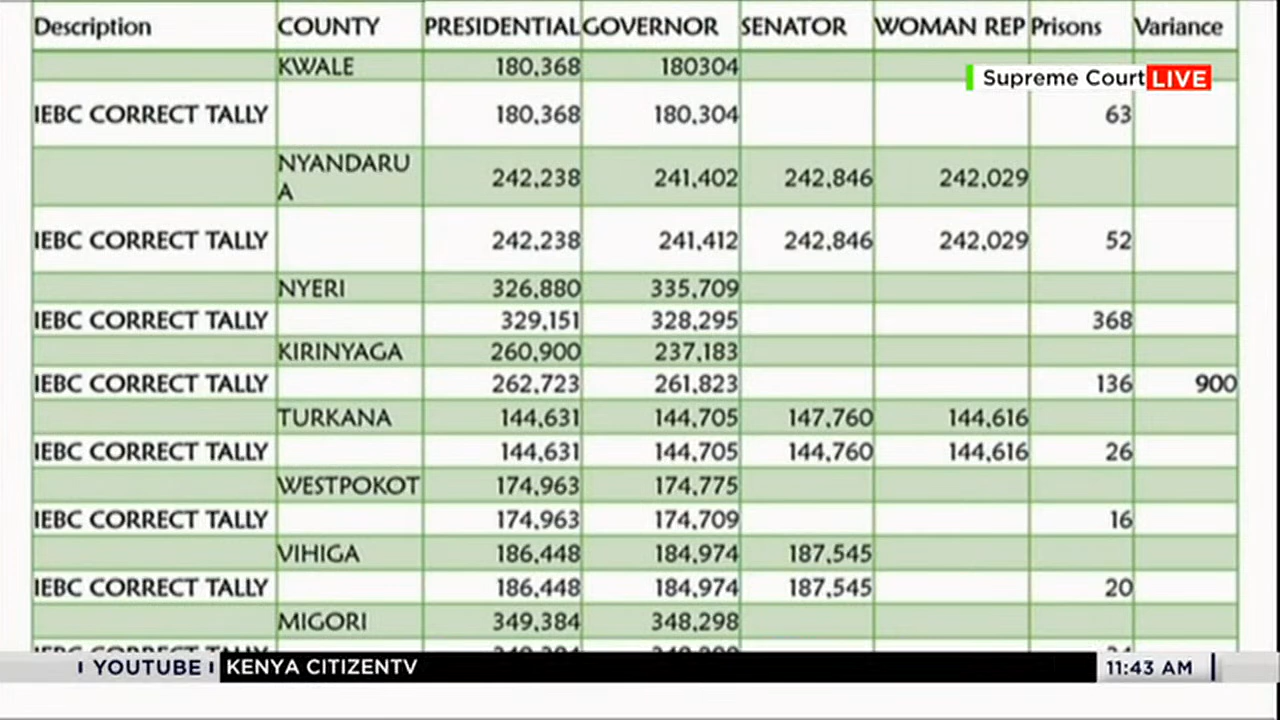 Description COUNTY PRESIDENTIAL GOVERNOR SENATOR WOMAN REP Prisons Variance
KWALE 180,368 180304
Supreme Court LIVE
IEBC CORRECT TALLY 180,368 180,304 63
NYANDARU
A 242,238 241,402 242,846 242,029
IEBC CORRECT TALLY 242,238 241,412 242,846 242,029 52
NYERI 326,880 335,709
IEBC CORRECT TALLY 329,151 328,295 368
KIRINYAGA 260,900 237,183
IEBC CORRECT TALLY 262,723 261,823 136 900
TURKANA 144,631 144,705 147,760 144,616
IEBC CORRECT TALLY 144,631 144,705 144,760 144,616 26
WESTPOKOT 174,963 174,775
IEBC CORRECT TALLY 174,963 174,709 16
VIHIGA 186,448 184,974 187,545
IEBC CORRECT TALLY 186,448 184,974 187,545 20
MIGORI 349,384 348,298
YOUTUBE KENYA CITIZENTV 11:43 AM